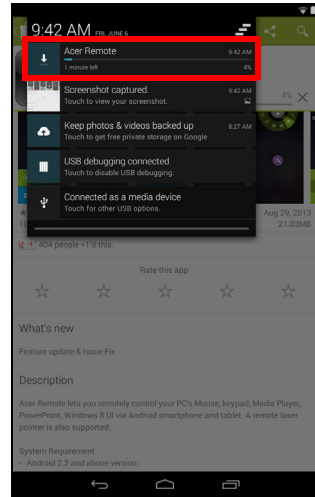 9:42 AM FRI, JUNE 6
Acer Remote 9:42 AM
1 minute left 4%
Screenshot captured. 9:42 AM
Touch to view your screenshot.
4%
Keep photos & videos backed up 8:27 AM
Touch to get free private storage on Google
USB debugging connected
Touch to disable USB debugging.
Connected as a media device
Touch for other USB options.
Aug 29, 2013
21.03MB
404 people +1'd this.
Rate this app
What's new
Feature update & Issue Fix
Description
Acer Remote lets you remotely control your PC's Mouse, keypad, Media Player,
PowerPoint, Windows 8 UI via Android smartphone and tablet. A remote laser
pointer is also supported.
System Requirement
- Android 2.2 and above version